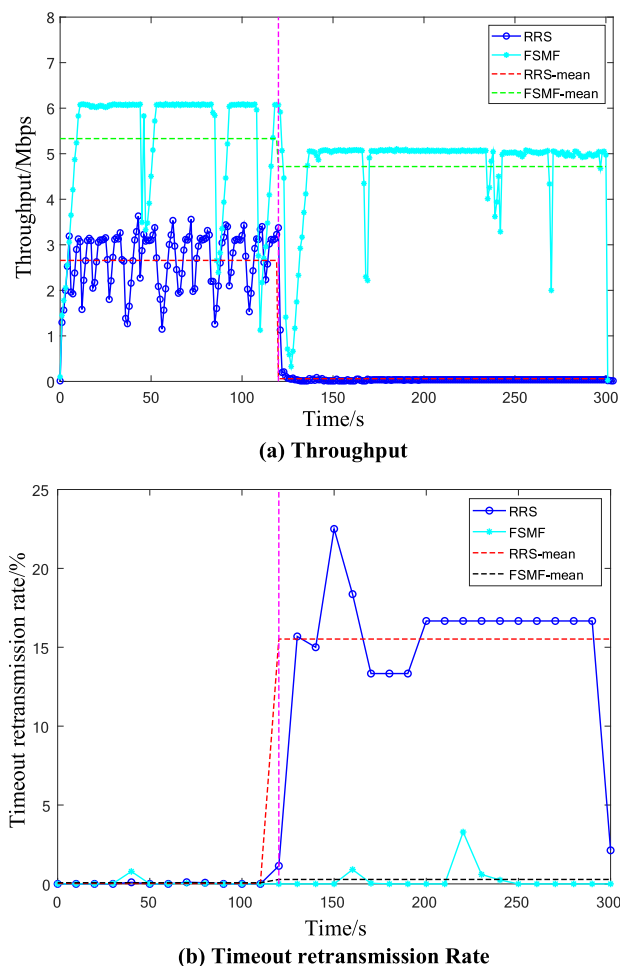 8
7
6
5
4
3
2
1
0
Throughput/Mbps
RRS
FSMF
RRS-mean
FSMF-mean
0 50 100 150 200 250 300
Time/s
(a) Throughput
25
20
15
10
5
0
Timeout retransmission rate/%
RRS
FSMF
RRS-mean
FSMF-mean
0 50 100 150 200 250 300
Time/s
(b) Timeout retransmission Rate